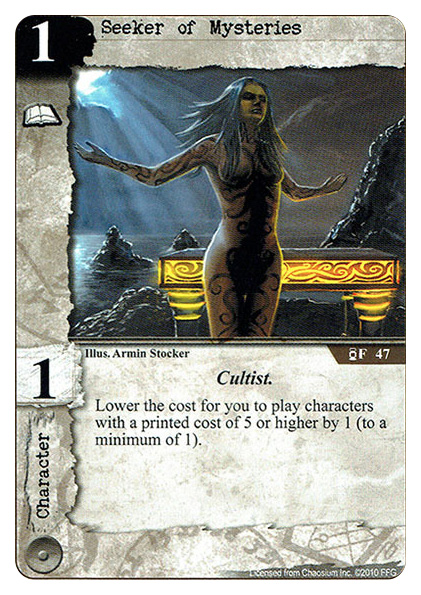 1
Seeker of Mysteries
Illus. Armin Stocker
F 47
1
Cultist.
Lower the cost for you to play characters
with a printed cost of 5 or higher by 1 (to a
minimum of 1).
Character
Licensed from Chaosium Inc. ©2010 FFG